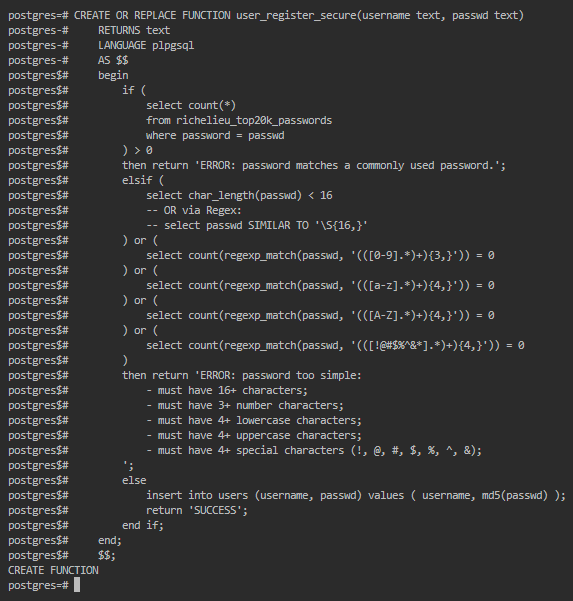 postgres=# CREATE OR REPLACE FUNCTION user_register_secure(username text, passwd text)
postgres-#     RETURNS text
postgres-#     LANGUAGE plpgsql
postgres-#     AS $$
postgres$#     begin
postgres$#         if (
postgres$#             select count(*)
postgres$#             from richelieu_top20k_passwords
postgres$#             where password = passwd
postgres$#         ) > 0
postgres$#         then return 'ERROR: password matches a commonly used password.';
postgres$#         elsif (
postgres$#             select char_length(passwd) < 16
postgres$#             -- OR via Regex:
postgres$#             -- select passwd SIMILAR TO '\S{16,}'
postgres$#         ) or (
postgres$#             select count(regexp_match(passwd, '(([0-9].*)+){3,}')) = 0
postgres$#         ) or (
postgres$#             select count(regexp_match(passwd, '(([a-z].*)+){4,}')) = 0
postgres$#         ) or (
postgres$#             select count(regexp_match(passwd, '(([A-Z].*)+){4,}')) = 0
postgres$#         ) or (
postgres$#             select count(regexp_match(passwd, '(([!@#$%^&*].*)+){4,}')) = 0
postgres$#         )
postgres$#         then return 'ERROR: password too simple:
postgres$#             - must have 16+ characters;
postgres$#             - must have 3+ number characters;
postgres$#             - must have 4+ lowercase characters;
postgres$#             - must have 4+ uppercase characters;
postgres$#             - must have 4+ special characters (!, @, #, $, %, ^, &);
postgres$#         ';
postgres$#         else
postgres$#             insert into users (username, passwd) values ( username, md5(passwd) );
postgres$#             return 'SUCCESS';
postgres$#         end if;
postgres$#     end;
postgres$#     $$;
CREATE FUNCTION
postgres=#